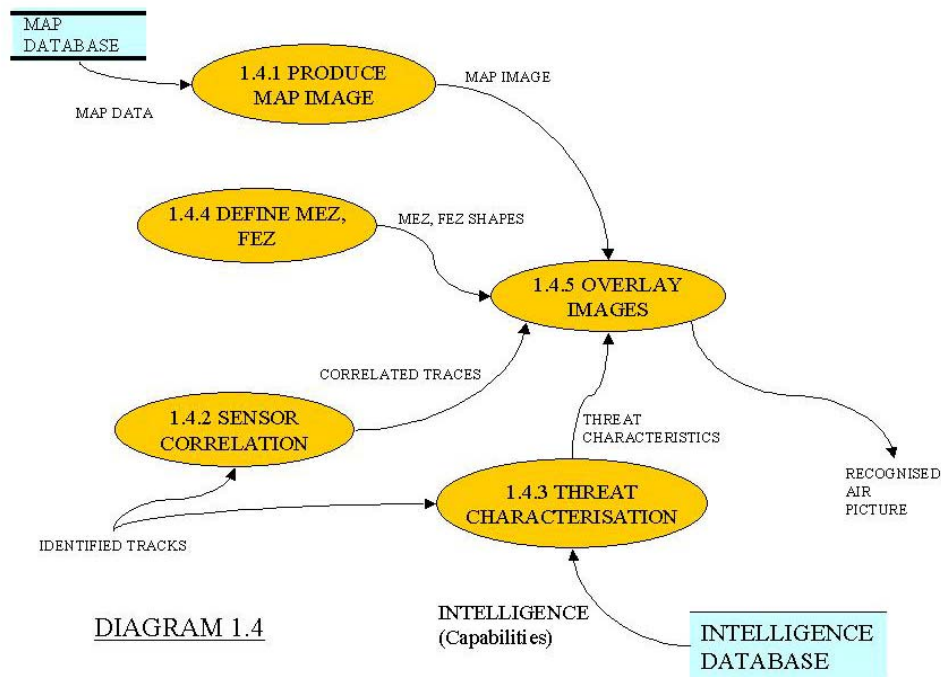 MAP
DATABASE
1.4.1 PRODUCE
MAP IMAGE
MAP IMAGE
MAP DATA
1.4.4 DEFINE MEZ,
FEZ
MEZ, FEZ SHAPES
1.4.5 OVERLAY
IMAGES
CORRELATED TRACES
1.4.2 SENSOR
CORRELATION
THREAT
CHARACTERISTICS
RECOGNISED
AIR
PICTURE
1.4.3 THREAT
CHARACTERISATION
IDENTIFIED TRACKS
INTELLIGENCE
(Capabilities)
DIAGRAM 1.4
INTELLIGENCE
DATABASE